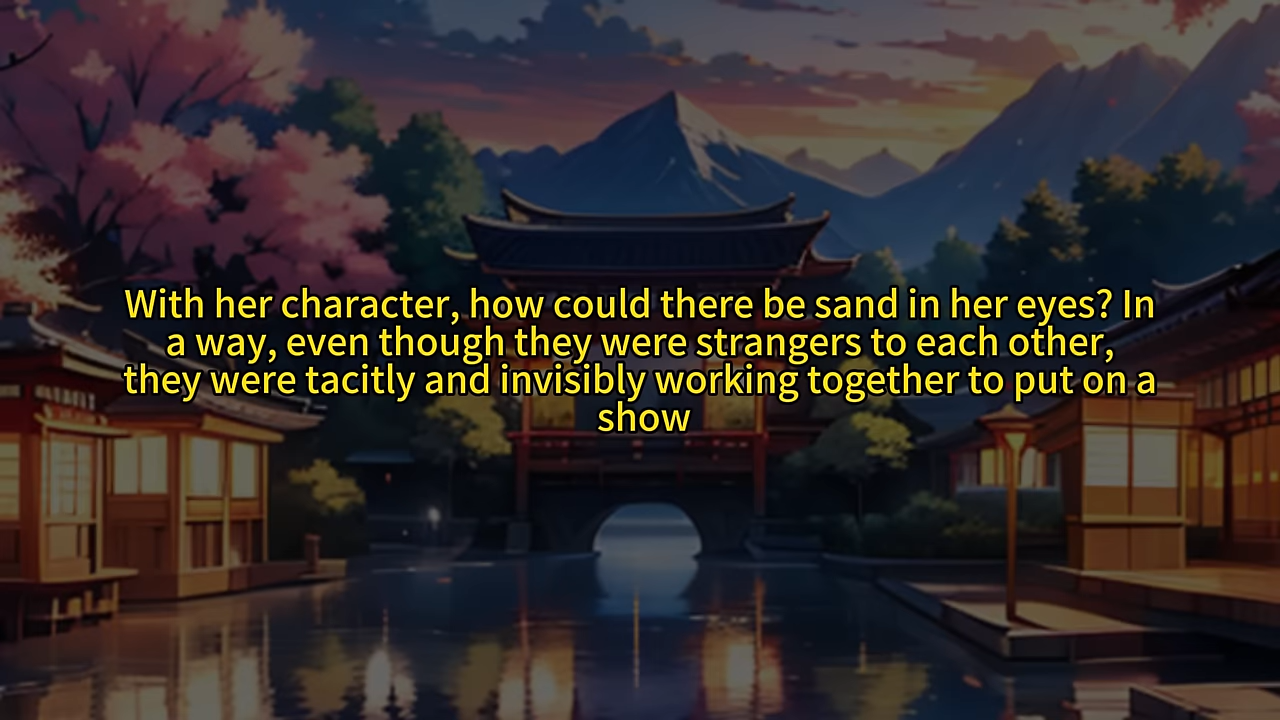 With her character, how could there be sand in her eyes? In
a way, even though they were strangers to each other,
they were tacitly and invisibly working together to put on a
show